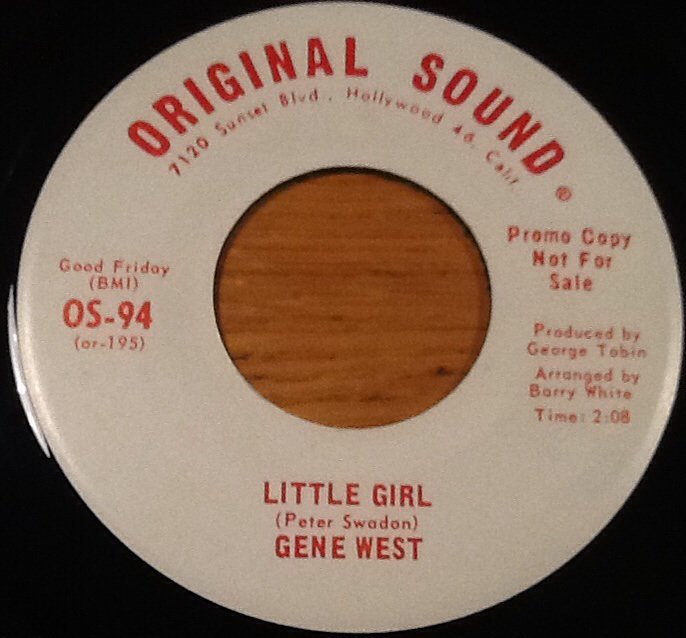 ORIGINAL SOUND®
7120 Sunset Blvd., Hollywood 46, Calif.
Promo Copy
Not For
Sale
Good Friday
(BMI)
OS-94
(or-195)
Produced by
George Tobin
Arranged by
Barry White
Time: 2:08
LITTLE GIRL
(Peter Swadon)
GENE WEST